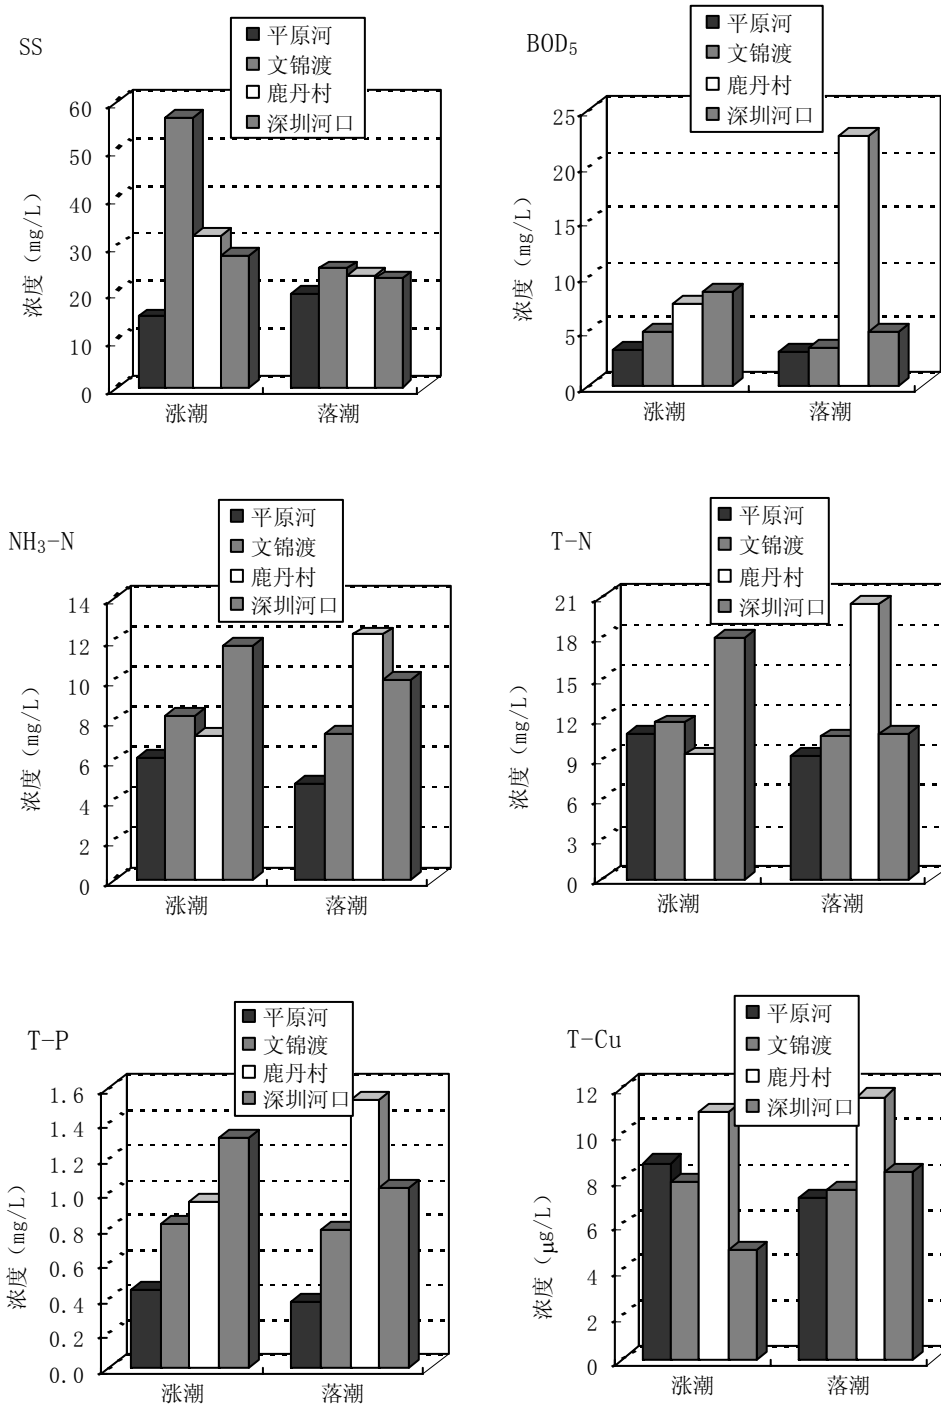 SS
平原河
文锦渡
鹿丹村
深圳河口
浓度（mg/L）
60
50
40
30
20
10
0
涨潮
落潮
BOD₅
平原河
文锦渡
鹿丹村
深圳河口
浓度（mg/L）
25
20
15
10
5
0
涨潮
落潮
NH₃-N
平原河
文锦渡
鹿丹村
深圳河口
浓度（mg/L）
14
12
10
8
6
4
2
0
涨潮
落潮
T-N
平原河
文锦渡
鹿丹村
深圳河口
浓度（mg/L）
21
18
15
12
9
6
3
0
涨潮
落潮
T-P
平原河
文锦渡
鹿丹村
深圳河口
浓度（mg/L）
1.6
1.4
1.2
1.0
0.8
0.6
0.4
0.2
0.0
涨潮
落潮
T-Cu
平原河
文锦渡
鹿丹村
深圳河口
浓度（μg/L）
12
10
8
6
4
2
0
涨潮
落潮